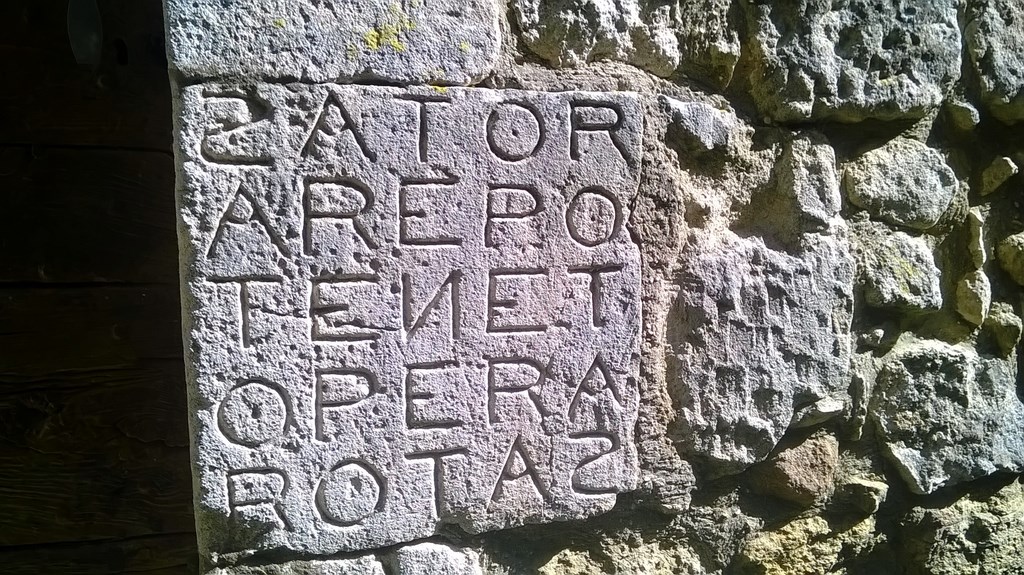 SATOR
AREPO
TENET
OPERA
ROTAS